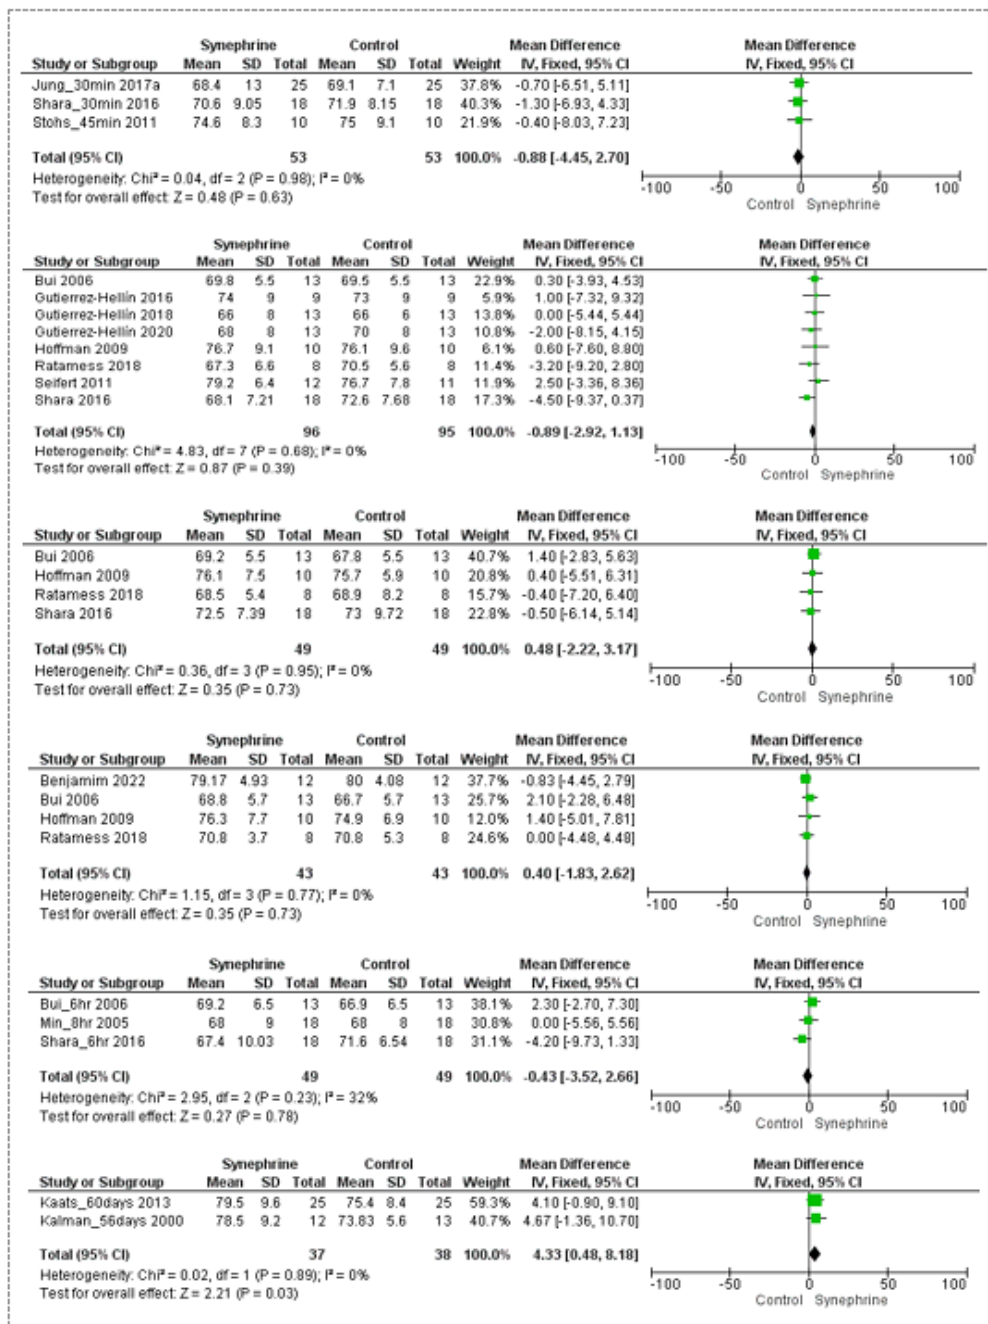 Synephrine Control Mean Difference Mean Difference
Study or Subgroup Mean SD Total Mean SD Total Weight IV, Fixed, 95% CI IV, Fixed, 95% CI
Jung_30min 2017a 68.4 13 25 69.1 7.1 25 37.8% -0.70 [-6.51, 5.11]
Shara_30min 2016 70.6 9.05 18 71.9 8.15 18 40.3% -1.30 [-6.93, 4.33]
Stohs_45min 2011 74.6 8.3 10 75 9.1 10 21.9% -0.40 [-8.03, 7.23]
Total (95% CI) 53 53 100.0% -0.88 [-4.45, 2.70]
Heterogeneity: Chi² = 0.04, df = 2 (P = 0.98); I² = 0%
Test for overall effect: Z = 0.48 (P = 0.63)
-100 -50 0 50 100
Control Synephrine
Synephrine Control Mean Difference Mean Difference
Study or Subgroup Mean SD Total Mean SD Total Weight IV, Fixed, 95% CI IV, Fixed, 95% CI
Bui 2006 69.8 5.5 13 69.5 5.5 13 22.9% 0.30 [-3.93, 4.53]
Gutierrez-Hellín 2016 74 9 9 73 9 9 5.9% 1.00 [-7.32, 9.32]
Gutierrez-Hellín 2018 66 8 13 66 6 13 13.8% 0.00 [-5.44, 5.44]
Gutierrez-Hellín 2020 68 8 13 70 8 13 10.8% -2.00 [-8.15, 4.15]
Hoffman 2009 76.7 9.1 10 76.1 9.6 10 6.1% 0.60 [-7.60, 8.80]
Ratamess 2018 67.3 6.6 8 70.5 5.6 8 11.4% -3.20 [-9.20, 2.80]
Seifert 2011 79.2 6.4 12 76.7 7.8 11 11.9% 2.50 [-3.36, 8.36]
Shara 2016 68.1 7.21 18 72.6 7.68 18 17.3% -4.50 [-9.37, 0.37]
Total (95% CI) 96 95 100.0% -0.89 [-2.92, 1.13]
Heterogeneity: Chi² = 4.83, df = 7 (P = 0.68); I² = 0%
Test for overall effect: Z = 0.87 (P = 0.39)
-100 -50 0 50 100
Control Synephrine
Synephrine Control Mean Difference Mean Difference
Study or Subgroup Mean SD Total Mean SD Total Weight IV, Fixed, 95% CI IV, Fixed, 95% CI
Bui 2006 69.2 5.5 13 67.8 5.5 13 40.7% 1.40 [-2.83, 5.63]
Hoffman 2009 76.1 7.5 10 75.7 5.9 10 20.8% 0.40 [-5.51, 6.31]
Ratamess 2018 68.5 5.4 8 68.9 8.2 8 15.7% -0.40 [-7.20, 6.40]
Shara 2016 72.5 7.39 18 73 9.72 18 22.8% -0.50 [-6.14, 5.14]
Total (95% CI) 49 49 100.0% 0.48 [-2.22, 3.17]
Heterogeneity: Chi² = 0.36, df = 3 (P = 0.95); I² = 0%
Test for overall effect: Z = 0.35 (P = 0.73)
-100 -50 0 50 100
Control Synephrine
Synephrine Control Mean Difference Mean Difference
Study or Subgroup Mean SD Total Mean SD Total Weight IV, Fixed, 95% CI IV, Fixed, 95% CI
Benjamim 2022 79.17 4.93 12 80 4.08 12 37.7% -0.83 [-4.45, 2.79]
Bui 2006 68.8 5.7 13 66.7 5.7 13 25.7% 2.10 [-2.28, 6.48]
Hoffman 2009 76.3 7.7 10 74.9 6.9 10 12.0% 1.40 [-5.01, 7.81]
Ratamess 2018 70.8 3.7 8 70.8 5.3 8 24.6% 0.00 [-4.48, 4.48]
Total (95% CI) 43 43 100.0% 0.40 [-1.83, 2.62]
Heterogeneity: Chi² = 1.15, df = 3 (P = 0.77); I² = 0%
Test for overall effect: Z = 0.35 (P = 0.73)
-100 -50 0 50 100
Control Synephrine
Synephrine Control Mean Difference Mean Difference
Study or Subgroup Mean SD Total Mean SD Total Weight IV, Fixed, 95% CI IV, Fixed, 95% CI
Bui_6hr 2006 69.2 6.5 13 66.9 6.5 13 38.1% 2.30 [-2.70, 7.30]
Min_8hr 2005 68 9 18 68 8 18 30.8% 0.00 [-5.56, 5.56]
Shara_6hr 2016 67.4 10.03 18 71.6 6.54 18 31.1% -4.20 [-9.73, 1.33]
Total (95% CI) 49 49 100.0% -0.43 [-3.52, 2.66]
Heterogeneity: Chi² = 2.95, df = 2 (P = 0.23); I² = 32%
Test for overall effect: Z = 0.27 (P = 0.78)
-100 -50 0 50 100
Control Synephrine
Synephrine Control Mean Difference Mean Difference
Study or Subgroup Mean SD Total Mean SD Total Weight IV, Fixed, 95% CI IV, Fixed, 95% CI
Kaats_60days 2013 79.5 9.6 25 75.4 8.4 25 59.3% 4.10 [-0.90, 9.10]
Kalman_56days 2000 78.5 9.2 12 73.83 5.6 13 40.7% 4.67 [-1.36, 10.70]
Total (95% CI) 37 38 100.0% 4.33 [0.48, 8.18]
Heterogeneity: Chi² = 0.02, df = 1 (P = 0.89); I² = 0%
Test for overall effect: Z = 2.21 (P = 0.03)
-100 -50 0 50 100
Control Synephrine